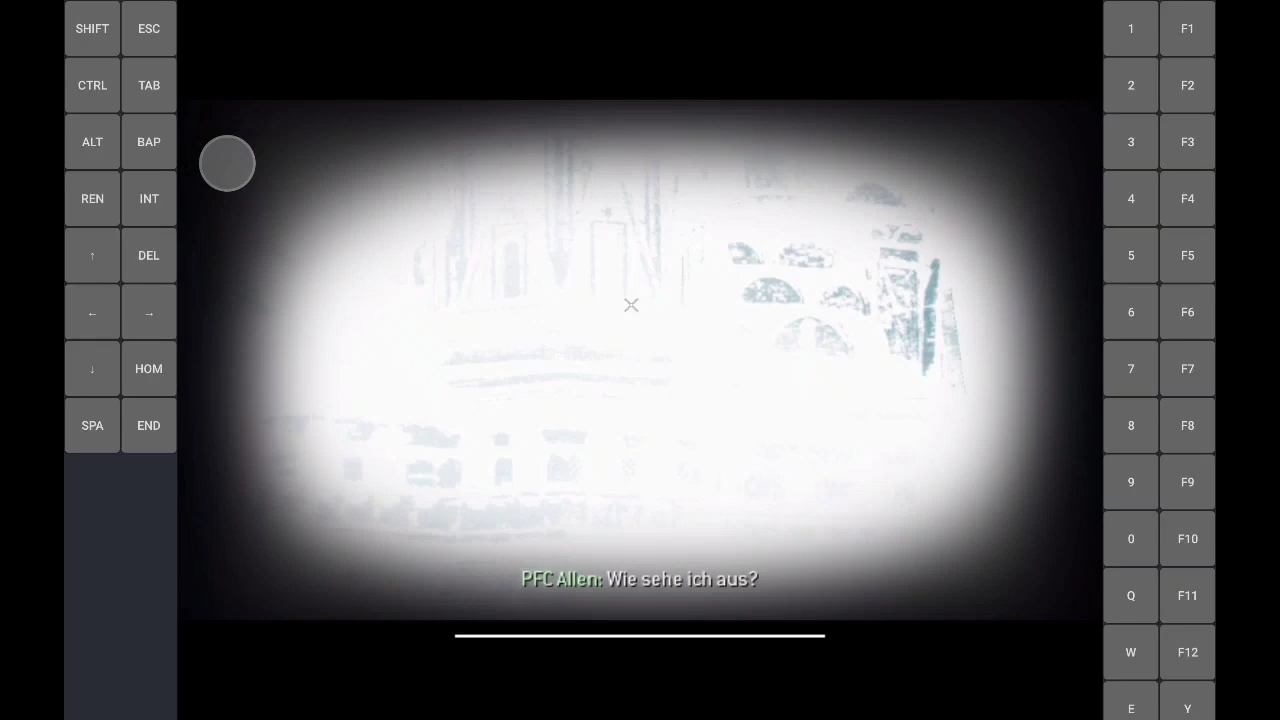 SHIFT ESC
CTRL TAB
ALT BAP
REN INT
↑ DEL
← →
↓ HOM
SPA END
PFC Allen: Wie sehe ich aus?
1 F1
2 F2
3 F3
4 F4
5 F5
6 F6
7 F7
8 F8
9 F9
0 F10
Q F11
W F12
E Y